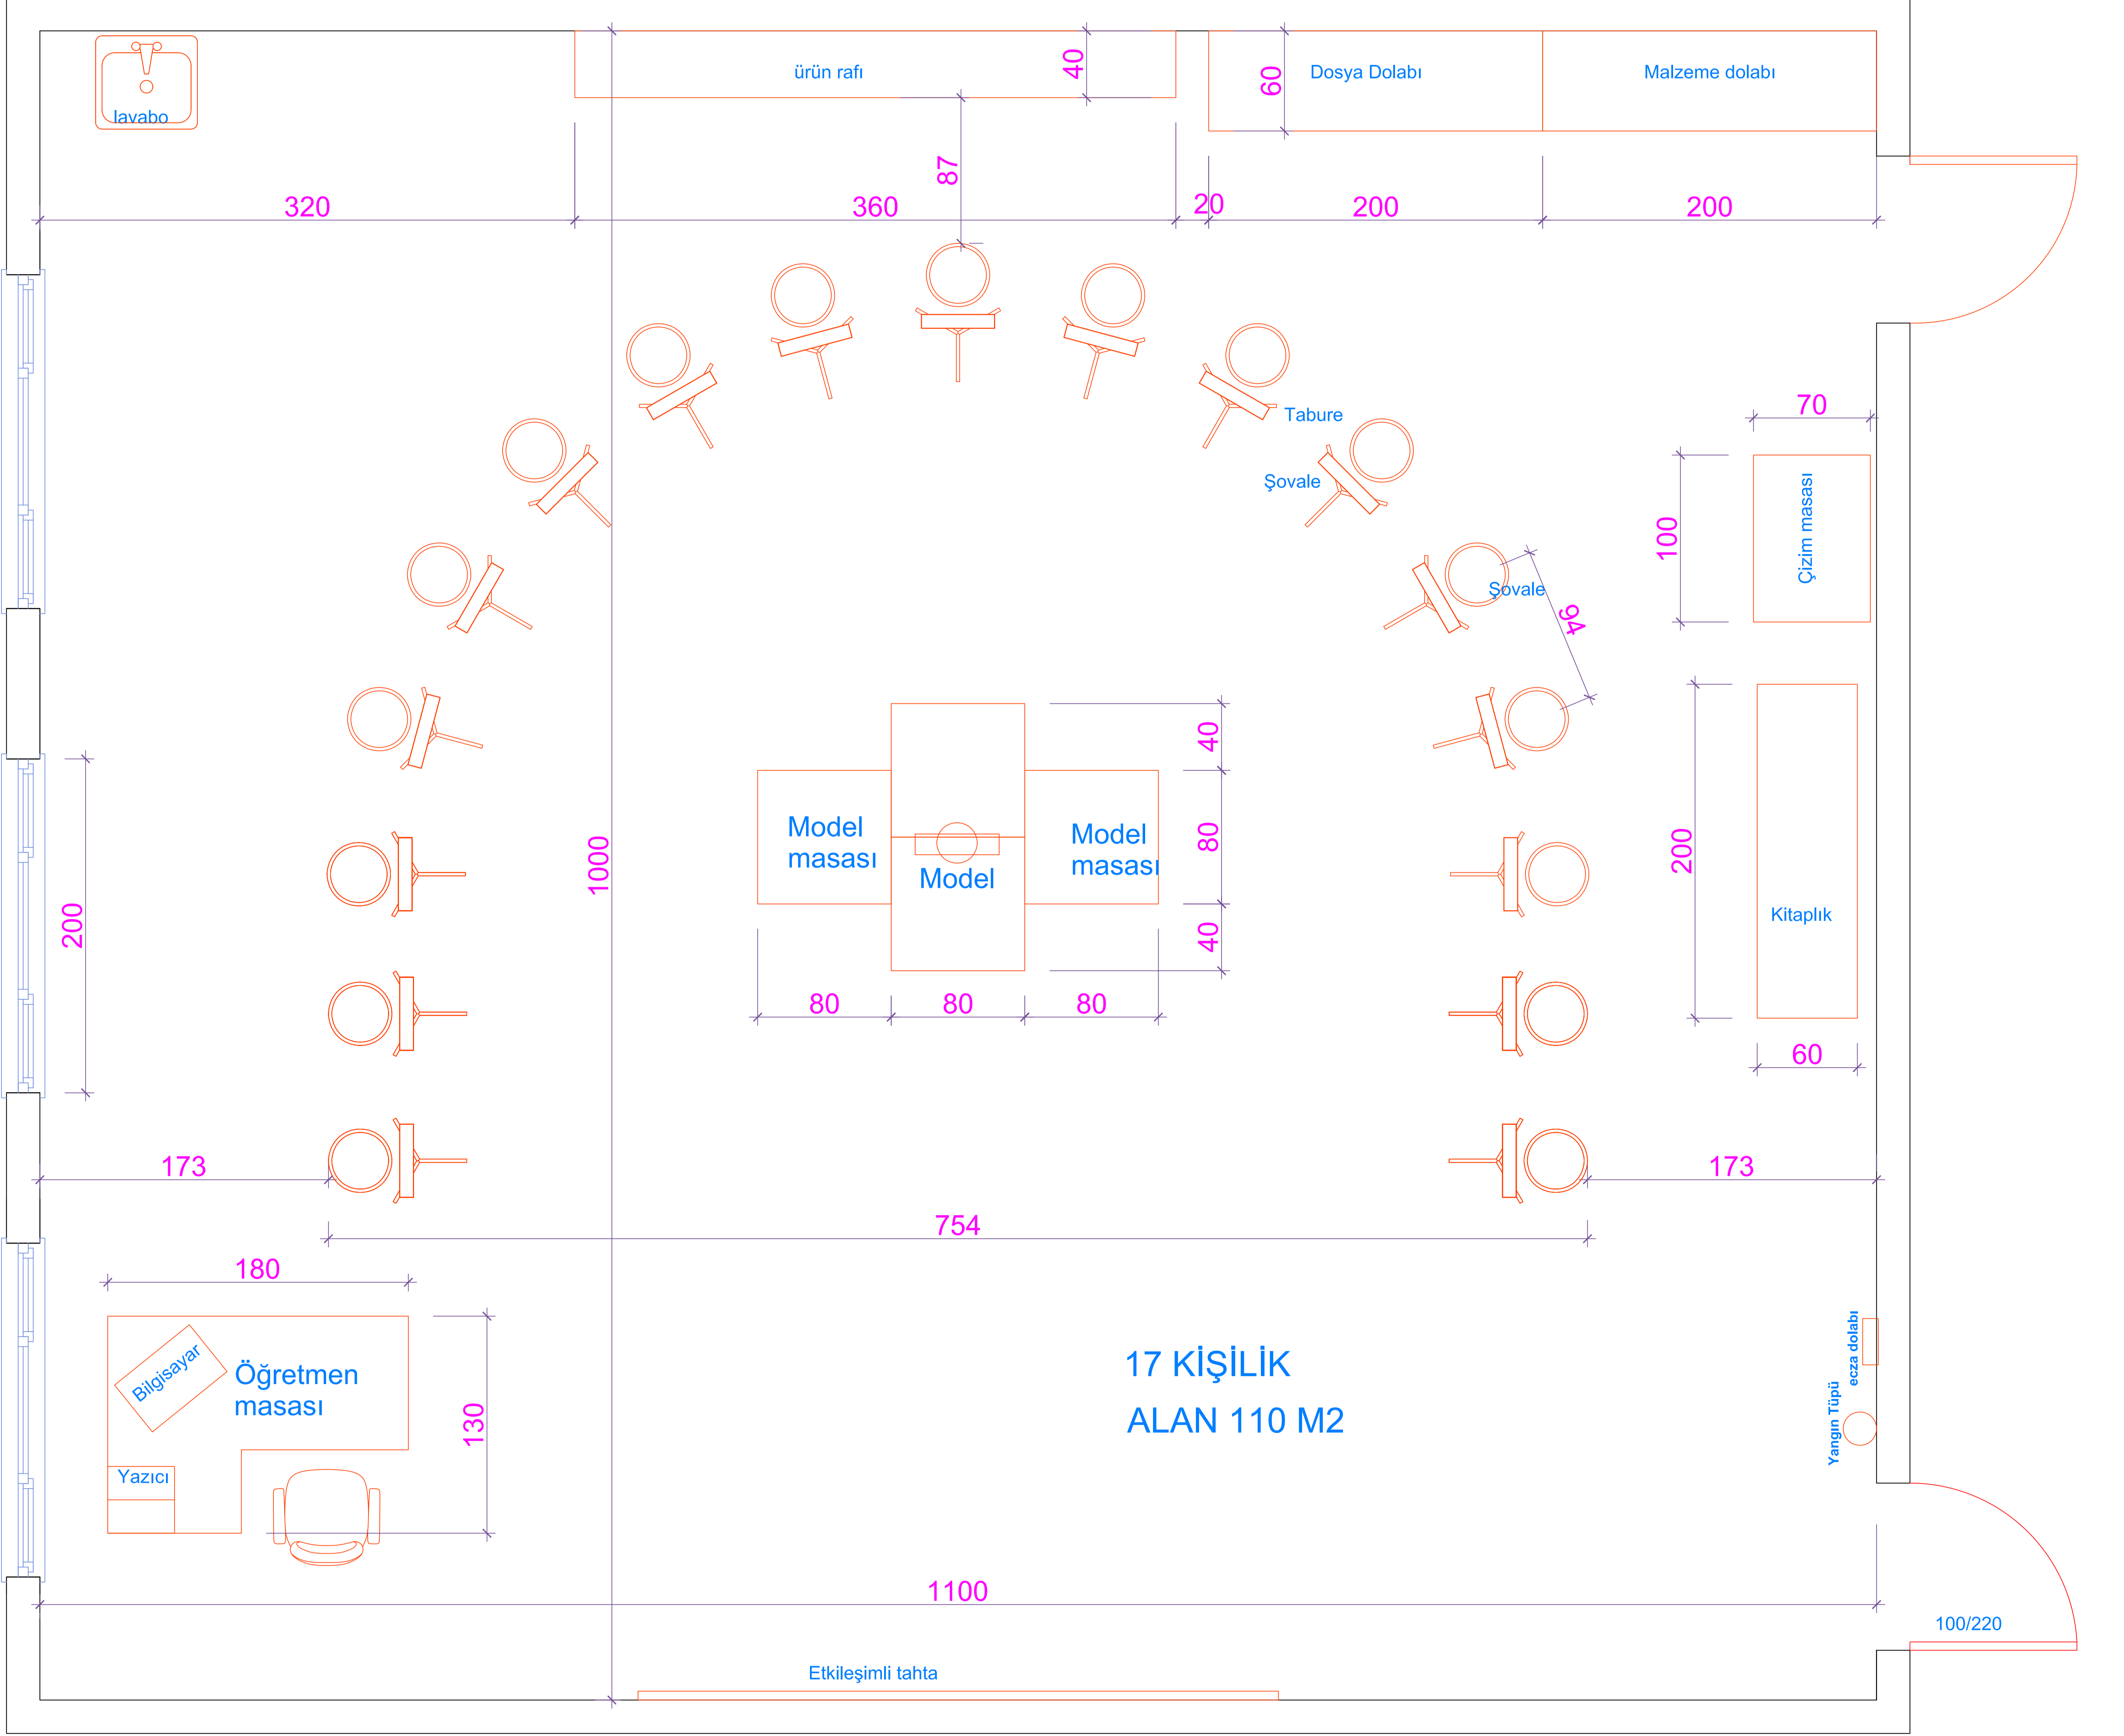 ürün rafı
40
60
Dosya Dolabı
Malzeme dolabı
lavabo
87
320
360
20
200
200
Tabure
Şovale
70
100
Çizim masası
Şovale
94
40
80
40
Model
masası
Model
Model
masası
1000
200
200
Kitaplık
80
80
80
60
173
173
754
180
130
Bilgisayar
Öğretmen
masası
Yazıcı
17 KİŞİLİK
ALAN 110 M2
ecza dolabı
Yangın Tüpü
1100
100/220
Etkileşimli tahta